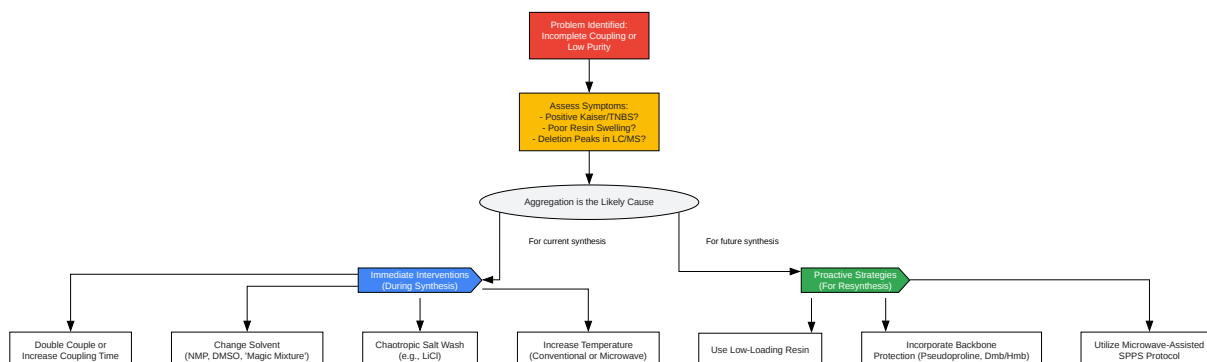 Problem Identified:
Incomplete Coupling or
Low Purity
Assess Symptoms:
- Positive Kaiser/TNBS?
- Poor Resin Swelling?
- Deletion Peaks in LC/MS?
Aggregation is the Likely Cause
For current synthesis
For future synthesis
Immediate Interventions
(During Synthesis)
Proactive Strategies
(For Resynthesis)
Double Couple or
Increase Coupling Time
Change Solvent
(NMP, DMSO, 'Magic Mixture')
Chaotropic Salt Wash
(e.g., LiCl)
Increase Temperature
(Conventional or Microwave)
Use Low-Loading Resin
Incorporate Backbone
Protection (Pseudoproline, Dmb/Hmb)
Utilize Microwave-Assisted
SPPS Protocol